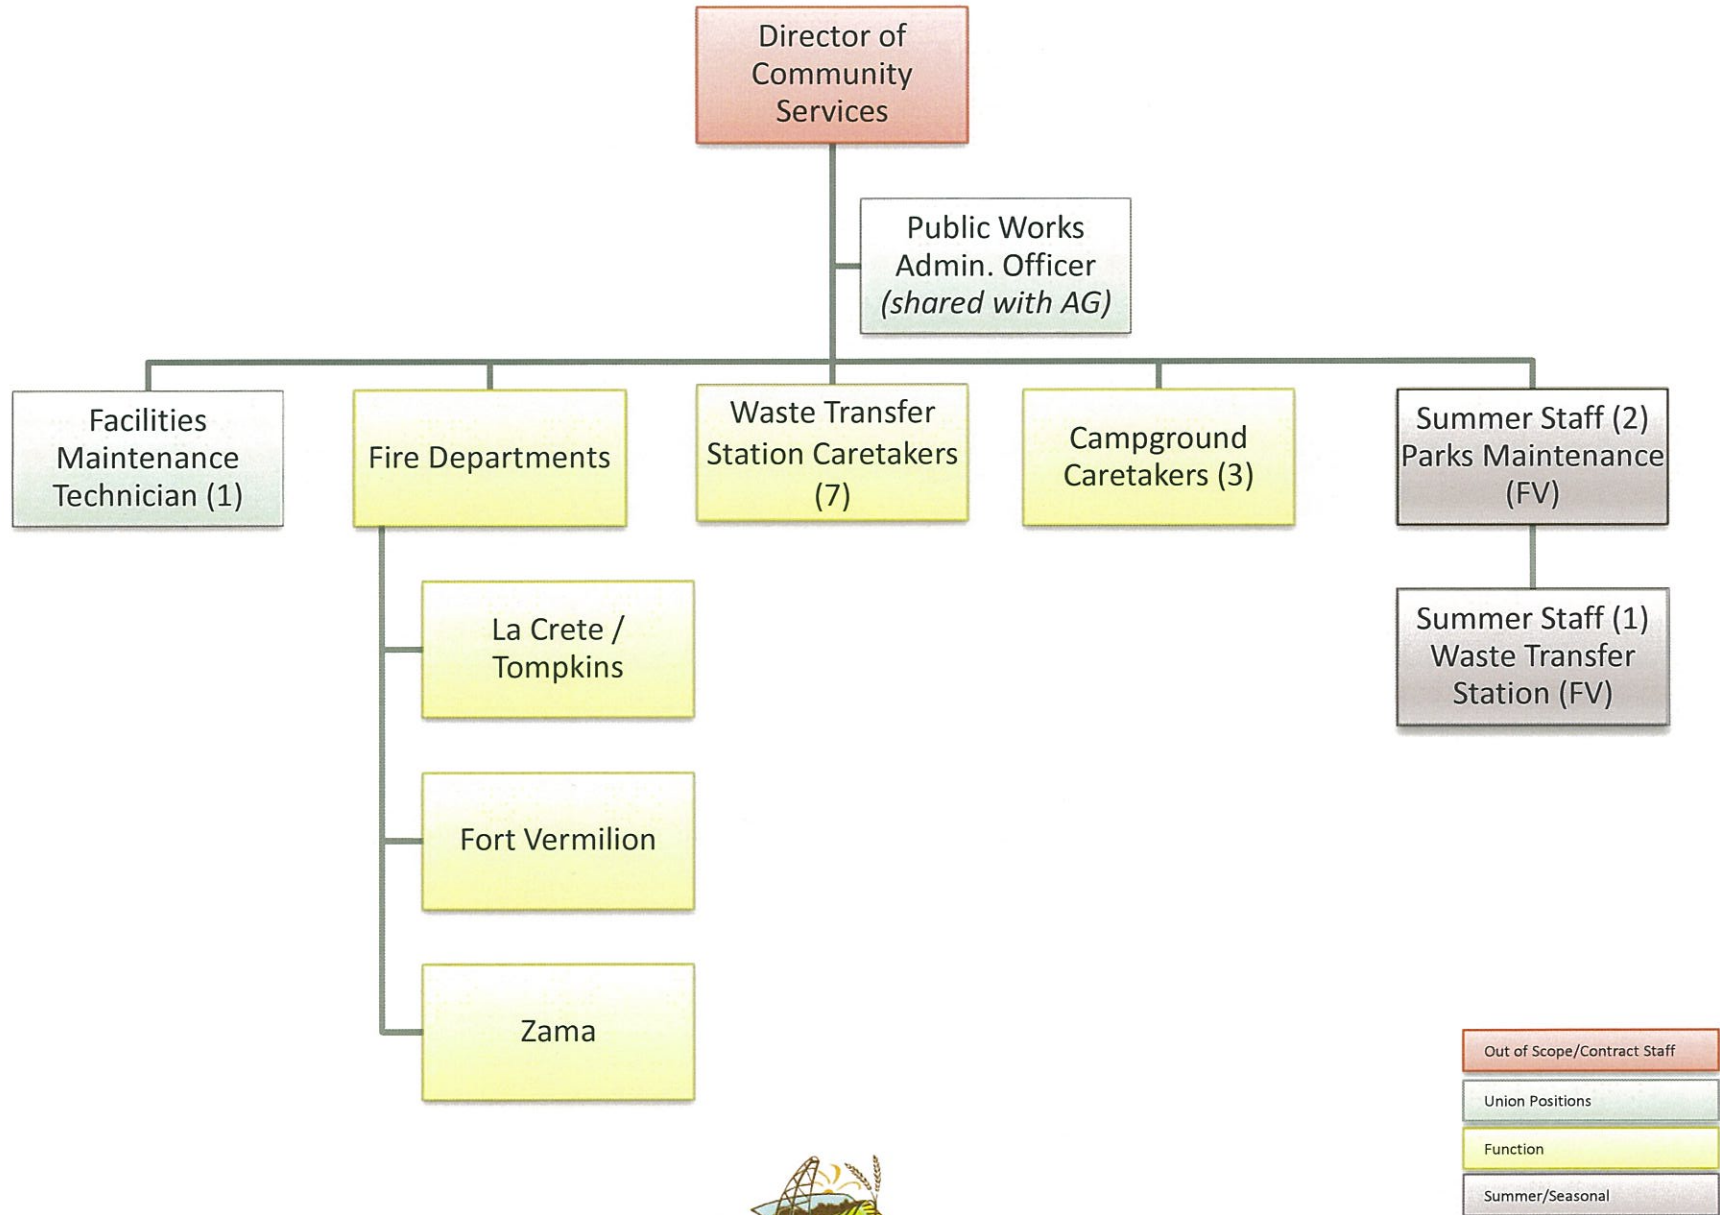 Director of
Community
Services
Public Works
Admin. Officer
(shared with AG)
Facilities
Maintenance
Technician (1)
Fire Departments
Waste Transfer
Station Caretakers
(7)
Campground
Caretakers (3)
Summer Staff (2)
Parks Maintenance
(FV)
La Crete /
Tompkins
Summer Staff (1)
Waste Transfer
Station (FV)
Fort Vermilion
Zama
Out of Scope/Contract Staff
Union Positions
Function
Summer/Seasonal